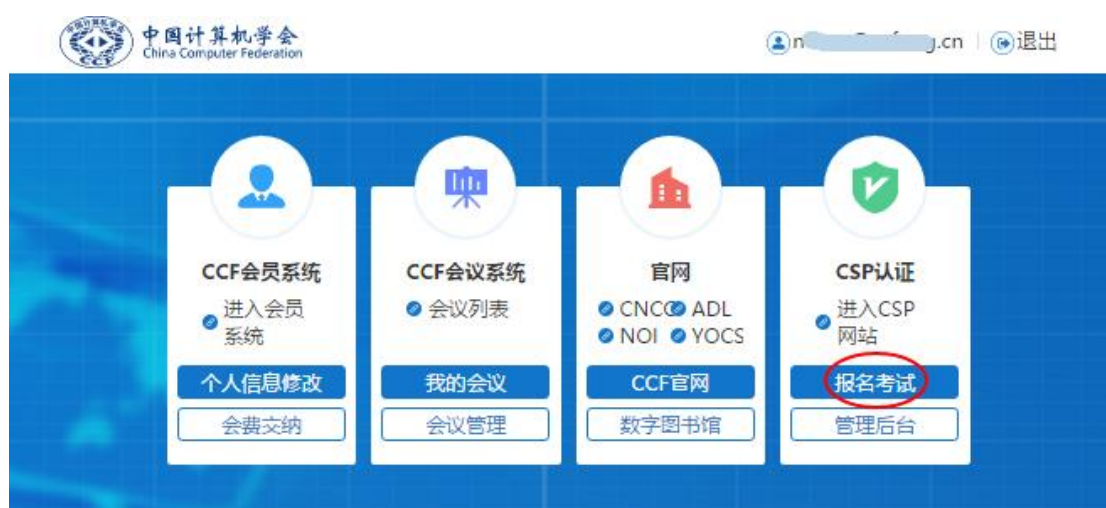 中国计算机学会
China Computer Federation
.cn
退出
CCF会员系统
进入会员
系统
个人信息修改
会费交纳
CCF会议系统
会议列表
我的会议
会议管理
官网
CNCC ADL
NOI YOCS
CCF官网
数字图书馆
CSP认证
进入CSP
网站
报名考试
管理后台